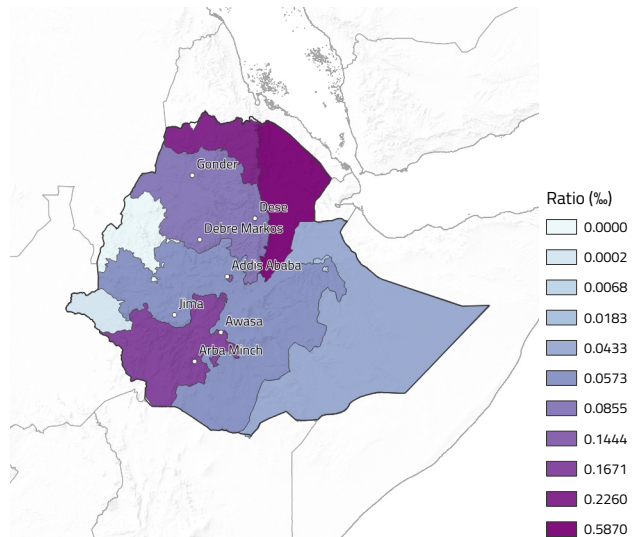 Gonder
Dese
Debre Markos
Addis Ababa
Jima
Awasa
Arba Minch
Ratio (‰)
0.0000
0.0002
0.0068
0.0183
0.0433
0.0573
0.0855
0.1444
0.1671
0.2260
0.5870